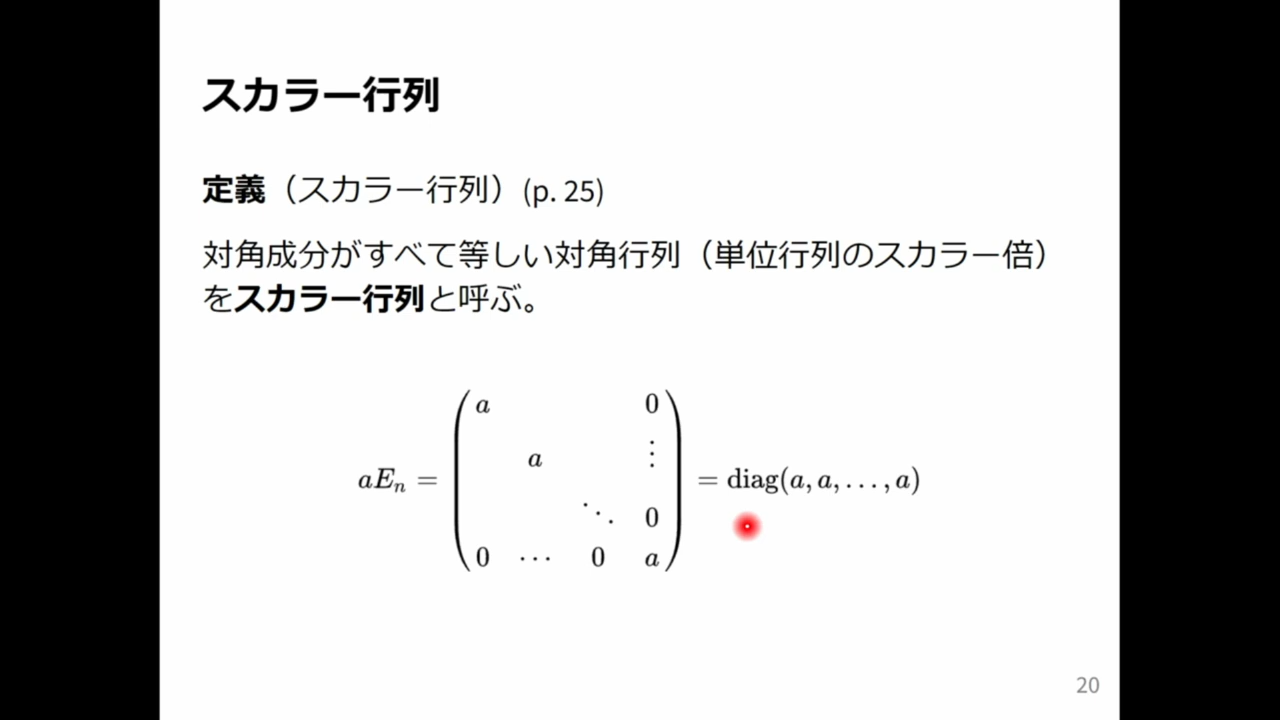 スカラー行列
定義（スカラー行列）(p. 25)
対角成分がすべて等しい対角行列（単位行列のスカラー倍）
をスカラー行列と呼ぶ。
a 0
a ⋮
aEₙ = = diag(a, a, . . . , a)
⋱ 0
0 ⋯ 0 a
20